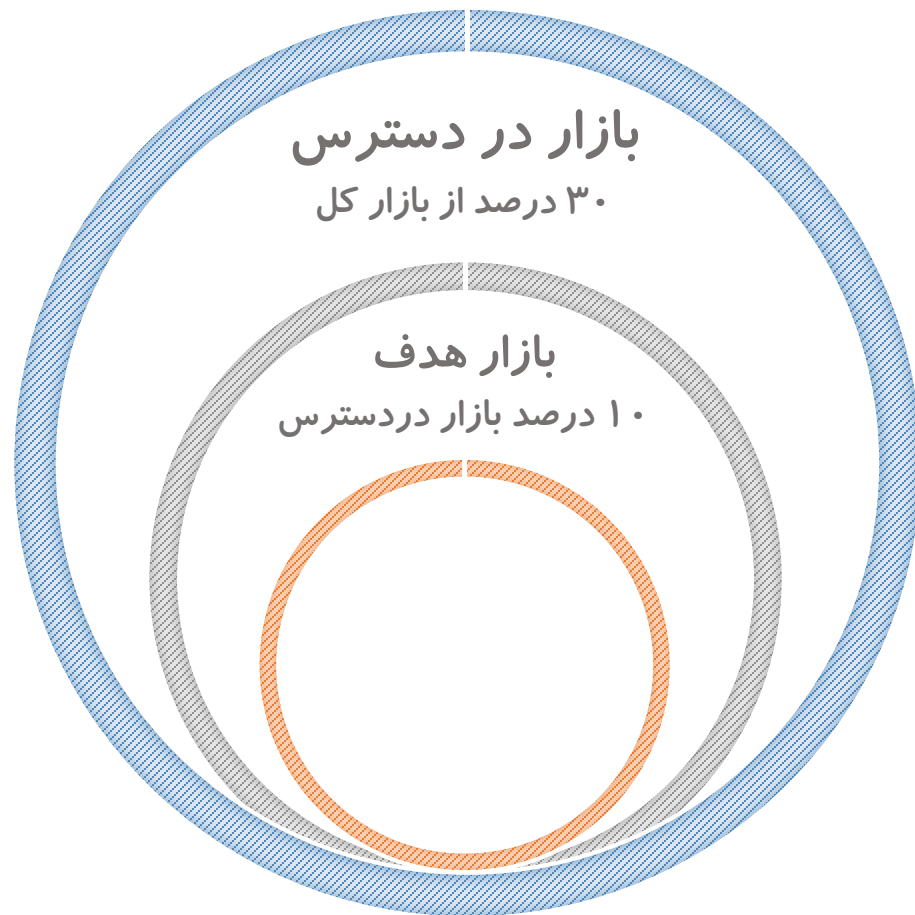 بازار در دسترس
۳۰ درصد از بازار کل
بازار هدف
۱۰ درصد بازار دردسترس